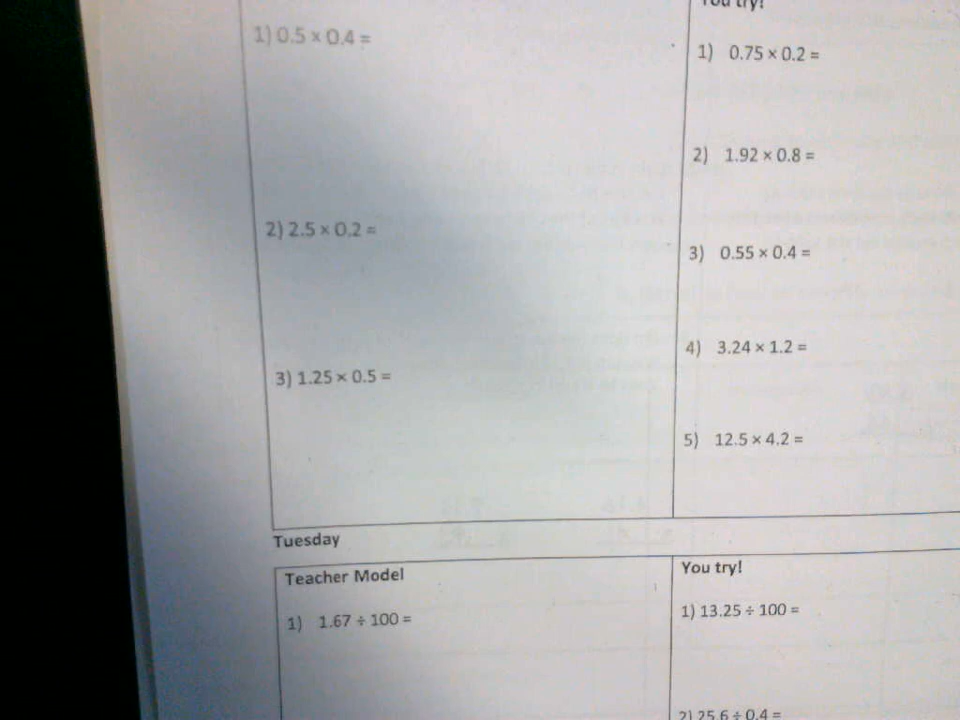 1) 0.5 × 0.4 =
2) 2.5 × 0.2 =
3) 1.25 × 0.5 =
You try!
1) 0.75 × 0.2 =
2) 1.92 × 0.8 =
3) 0.55 × 0.4 =
4) 3.24 × 1.2 =
5) 12.5 × 4.2 =
Tuesday
Teacher Model
1) 1.67 ÷ 100 =
You try!
1) 13.25 ÷ 100 =
2) 25.6 ÷ 0.4 =